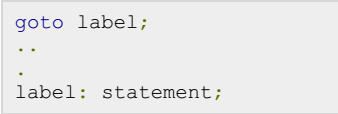 goto label;
..
.
label: statement;